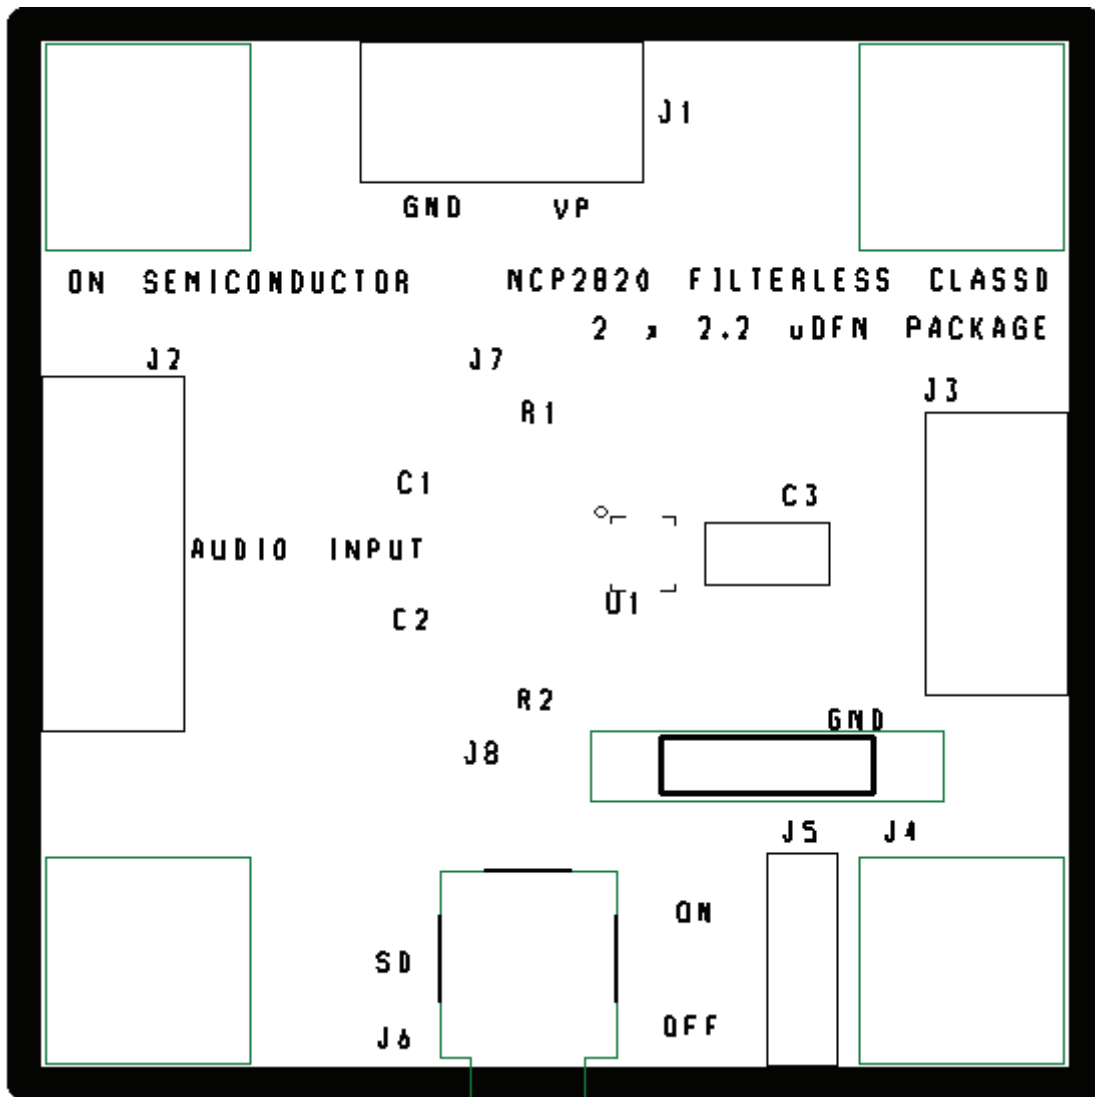 J1
GND VP
ON SEMICONDUCTOR NCP2820 FILTERLESS CLASSD
2 x 2.2 uDFN PACKAGE
J2 J7
J3
R1
C1
C3
AUDIO INPUT
U1
C2
R2
GND
J8
J5 J4
ON
SD
OFF
J6